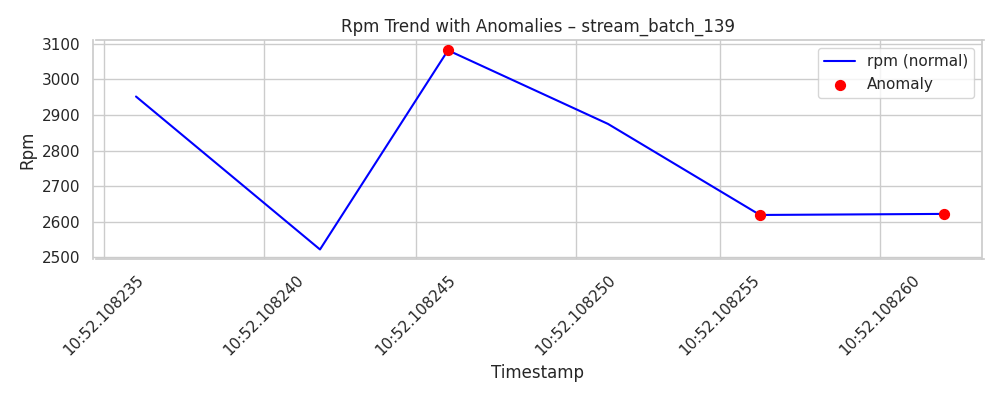 Rpm Trend with Anomalies – stream_batch_139
rpm (normal)
Anomaly
Rpm
3100
3000
2900
2800
2700
2600
2500
10:52.108235
10:52.108240
10:52.108245
10:52.108250
10:52.108255
10:52.108260
Timestamp